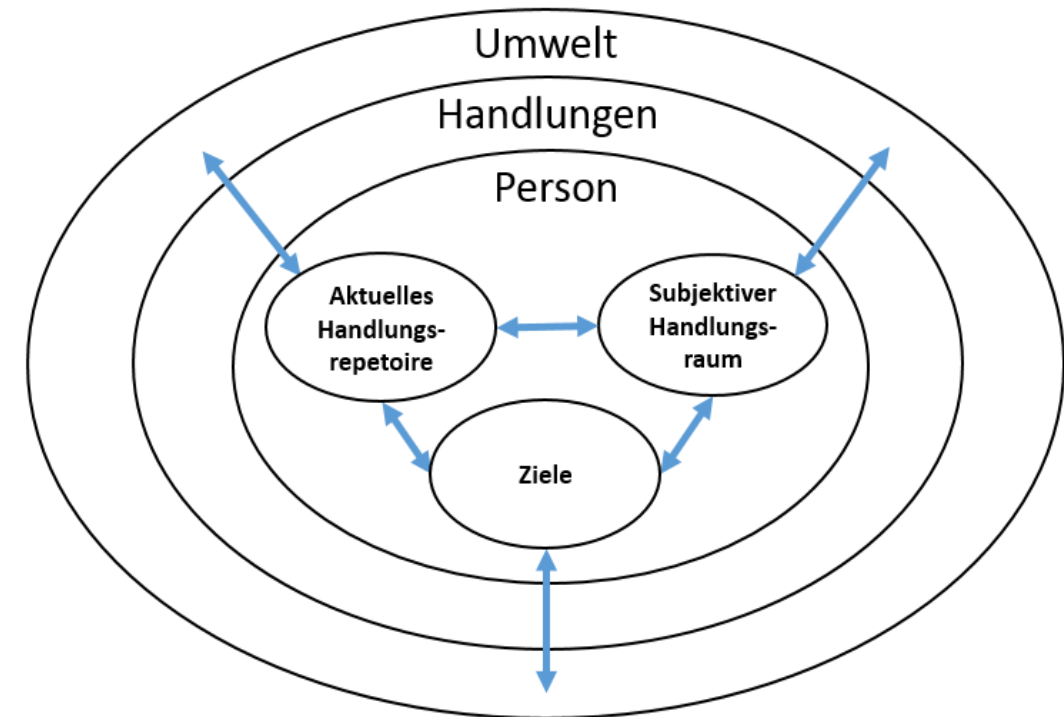 Umwelt
Handlungen
Person
Aktuelles
Handlungs-
repetoire
Subjektiver
Handlungs-
raum
Ziele